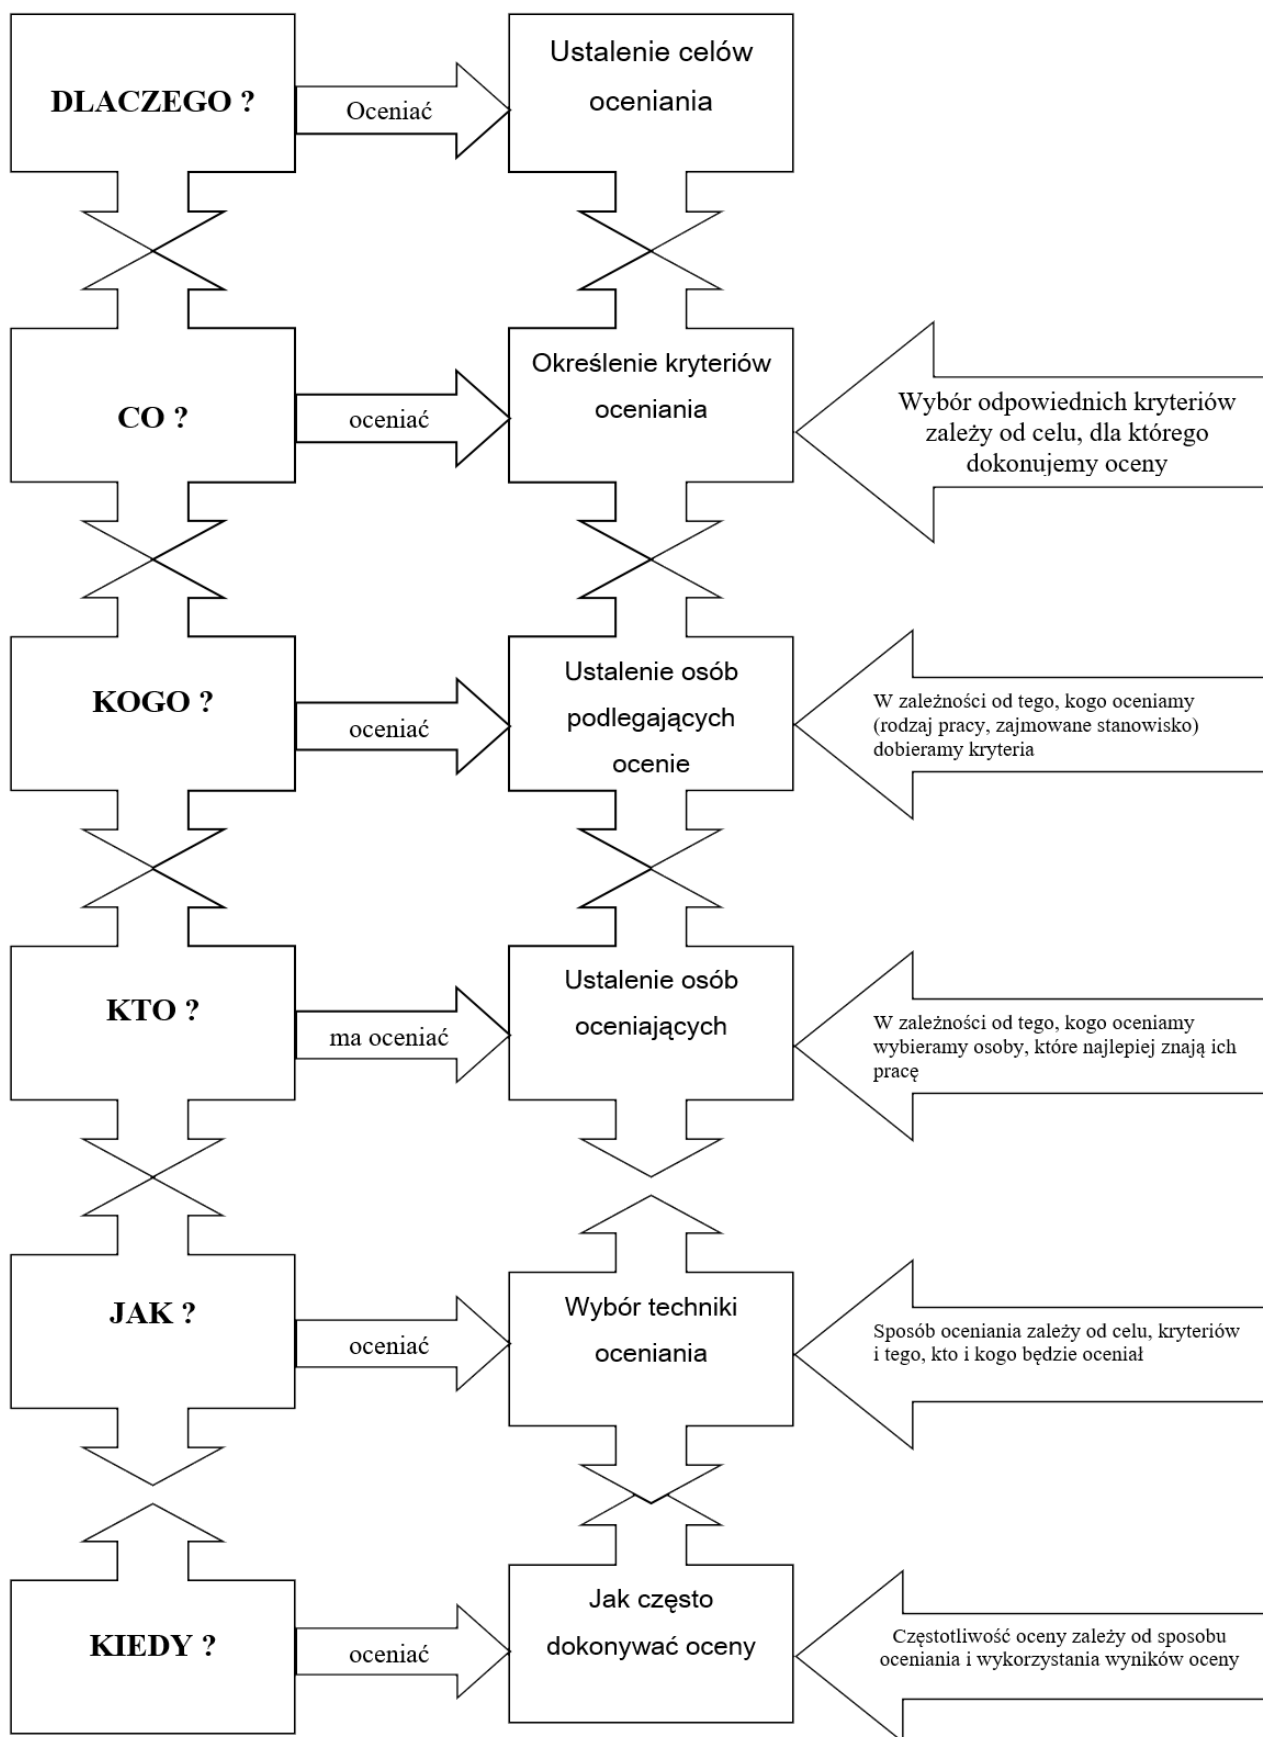 DLACZEGO ?
Oceniać
Ustalenie celów
oceniania
CO ?
oceniać
Określenie kryteriów
oceniania
Wybór odpowiednich kryteriów
zależy od celu, dla którego
dokonujemy oceny
KOGO ?
oceniać
Ustalenie osób
podlegających
ocenie
W zależności od tego, kogo oceniamy
(rodzaj pracy, zajmowane stanowisko)
dobieramy kryteria
KTO ?
ma oceniać
Ustalenie osób
oceniających
W zależności od tego, kogo oceniamy
wybieramy osoby, które najlepiej znają ich
pracę
JAK ?
oceniać
Wybór techniki
oceniania
Sposób oceniania zależy od celu, kryteriów
i tego, kto i kogo będzie oceniał
KIEDY ?
oceniać
Jak często
dokonywać oceny
Częstotliwość oceny zależy od sposobu
oceniania i wykorzystania wyników oceny